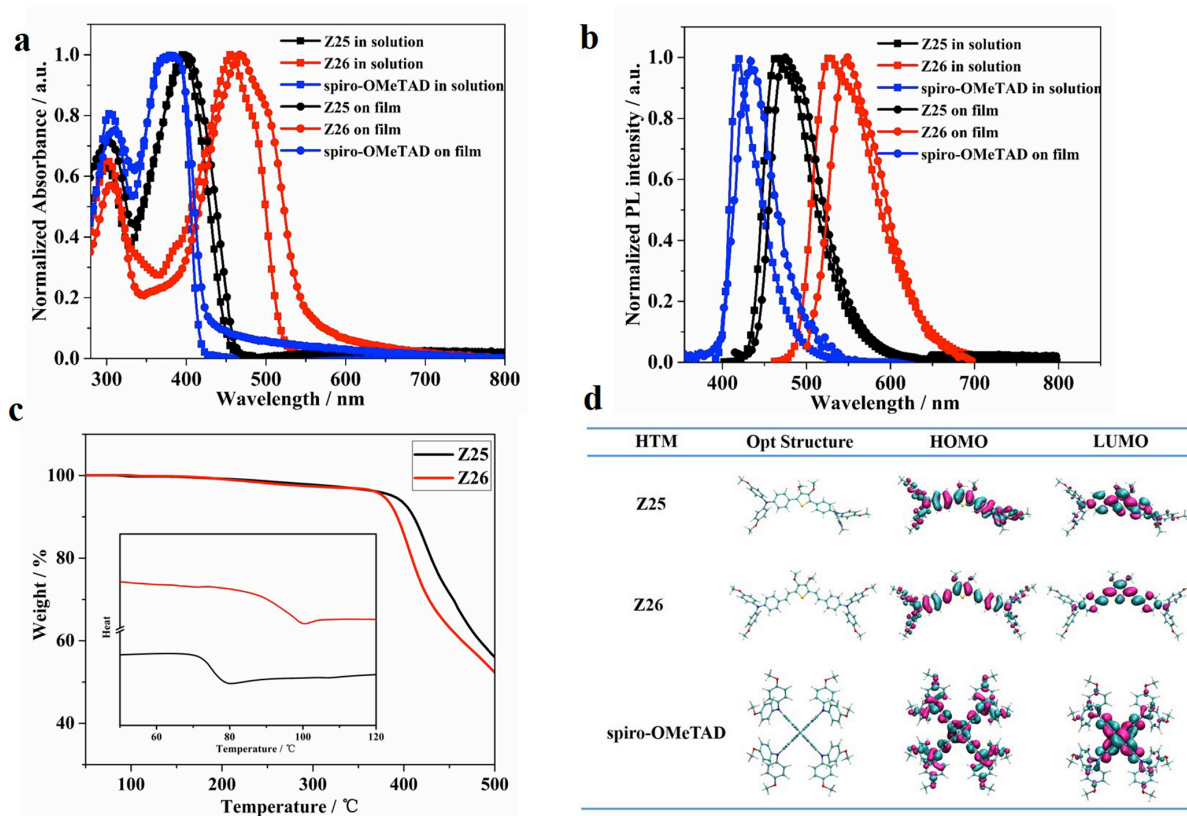 a
Normalized Absorbance / a.u.
1.0
0.8
0.6
0.4
0.2
0.0
Z25 in solution
Z26 in solution
spiro-OMeTAD in solution
Z25 on film
Z26 on film
spiro-OMeTAD on film
300 400 500 600 700 800
Wavelength / nm
b
Normalized PL intensity / a.u.
1.0
0.8
0.6
0.4
0.2
0.0
Z25 in solution
Z26 in solution
spiro-OMeTAD in solution
Z25 on film
Z26 on film
spiro-OMeTAD on film
400 500 600 700 800
Wavelength / nm
c
Weight / %
100
80
60
40
Z25
Z26
Heat
60 80 100 120
Temperature / ℃
100 200 300 400 500
Temperature / ℃
d
HTM Opt Structure HOMO LUMO
Z25
Z26
spiro-OMeTAD